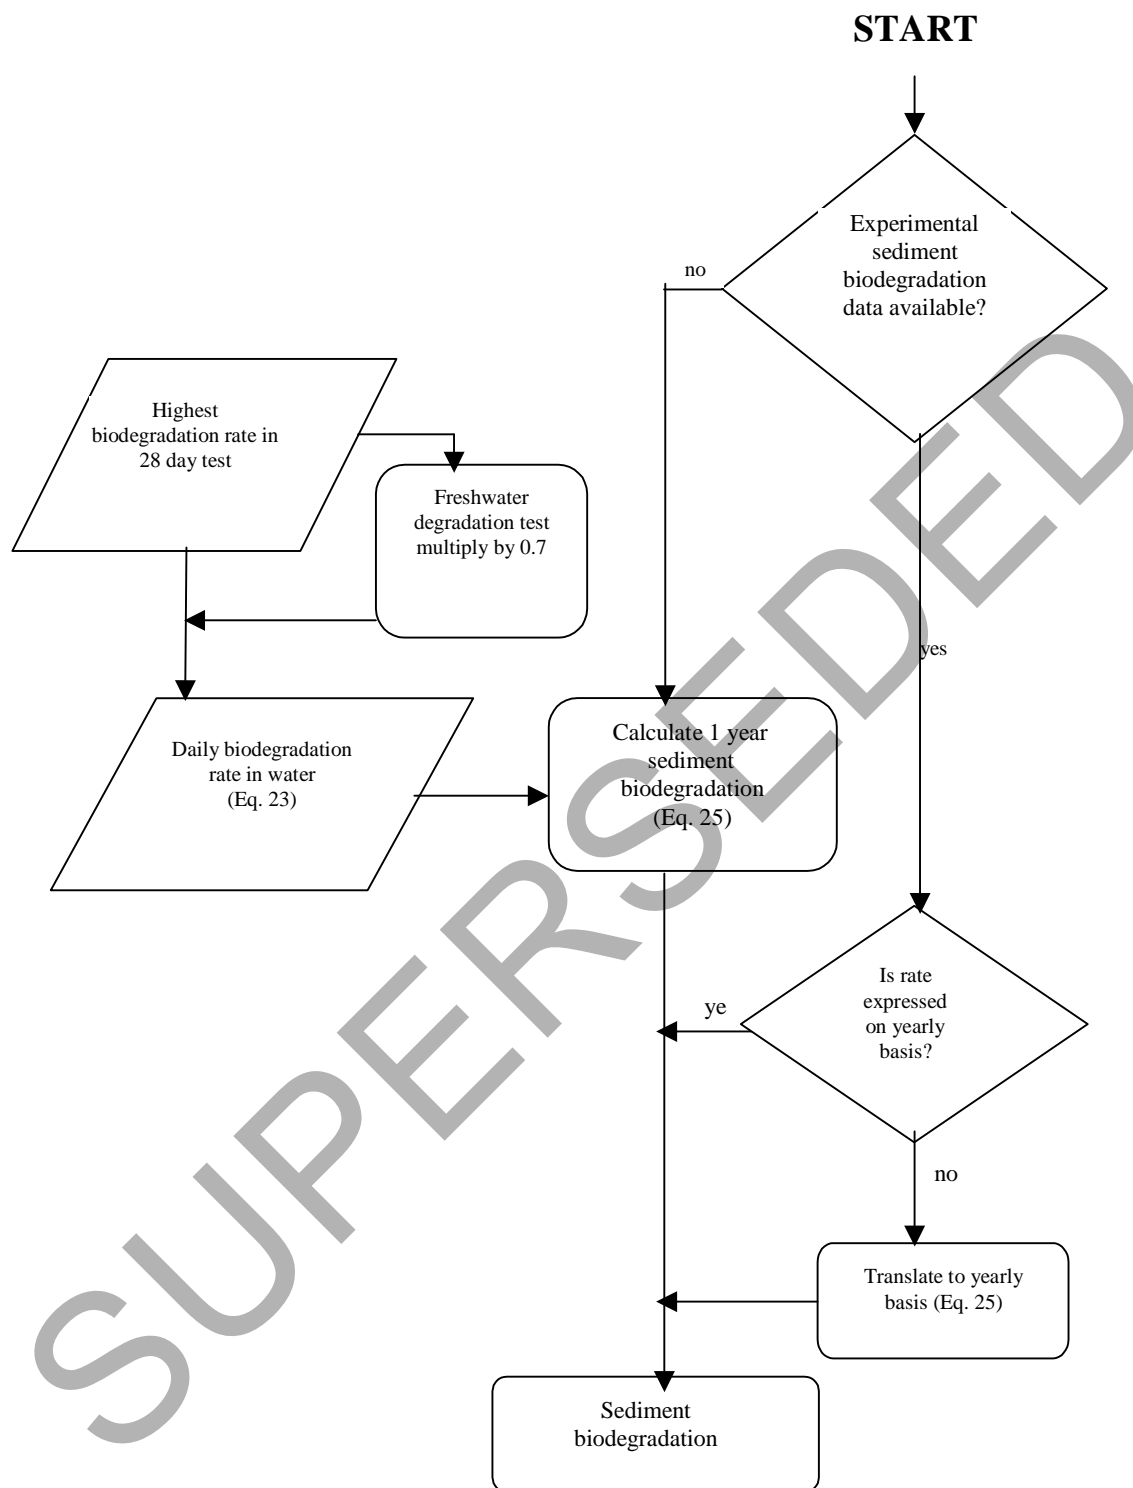 START
Experimental
sediment
biodegradation
data available?
no
Highest
biodegradation rate in
28 day test
Freshwater
degradation test
multiply by 0.7
yes
Daily biodegradation
rate in water
(Eq. 23)
Calculate 1 year
sediment
biodegradation
(Eq. 25)
Is rate
expressed
on yearly
basis?
ye
no
Translate to yearly
basis (Eq. 25)
Sediment
biodegradation
SUPERSEDED